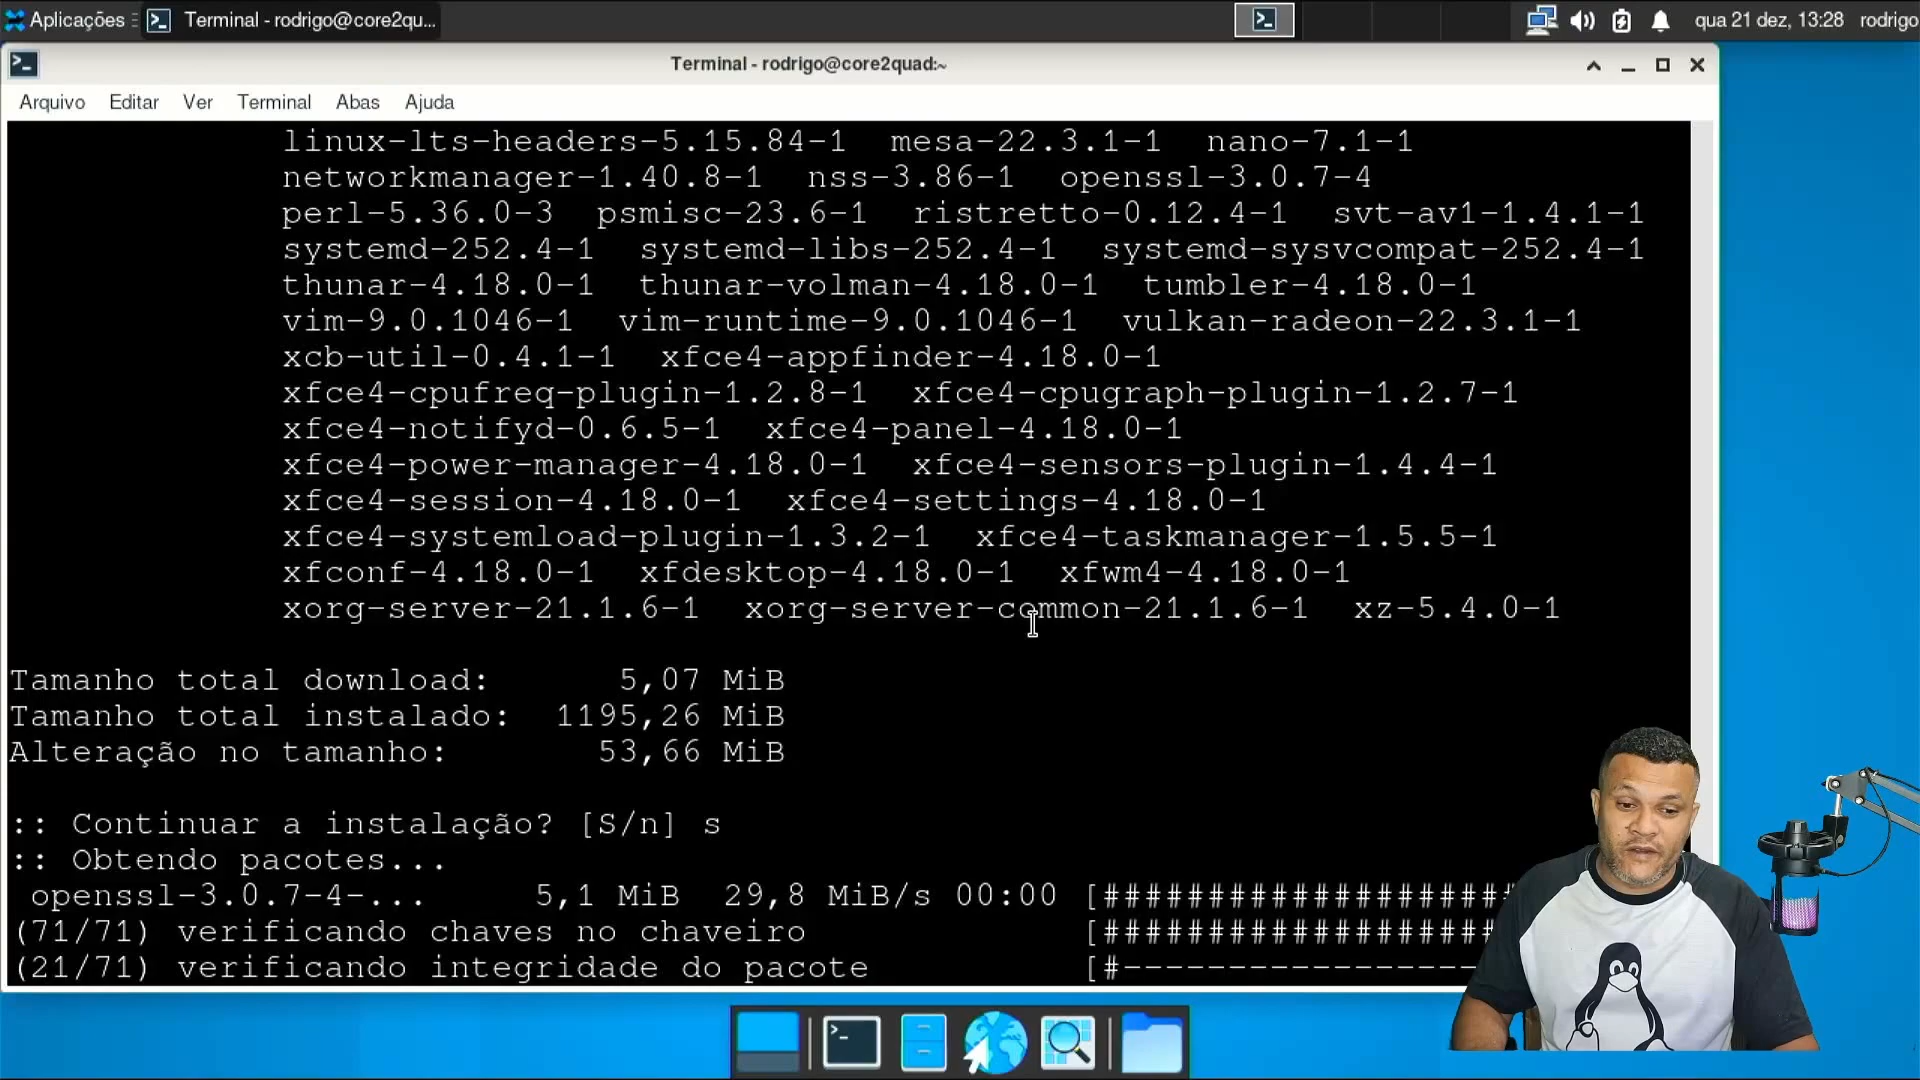 Aplicações
Terminal - rodrigo@core2qu...
qua 21 dez, 13:28
rodrigo
Terminal - rodrigo@core2quad:~
Arquivo Editar Ver Terminal Abas Ajuda
linux-lts-headers-5.15.84-1 mesa-22.3.1-1 nano-7.1-1
networkmanager-1.40.8-1 nss-3.86-1 openssl-3.0.7-4
perl-5.36.0-3 psmisc-23.6-1 ristretto-0.12.4-1 svt-av1-1.4.1-1
systemd-252.4-1 systemd-libs-252.4-1 systemd-sysvcompat-252.4-1
thunar-4.18.0-1 thunar-volman-4.18.0-1 tumbler-4.18.0-1
vim-9.0.1046-1 vim-runtime-9.0.1046-1 vulkan-radeon-22.3.1-1
xcb-util-0.4.1-1 xfce4-appfinder-4.18.0-1
xfce4-cpufreq-plugin-1.2.8-1 xfce4-cpugraph-plugin-1.2.7-1
xfce4-notifyd-0.6.5-1 xfce4-panel-4.18.0-1
xfce4-power-manager-4.18.0-1 xfce4-sensors-plugin-1.4.4-1
xfce4-session-4.18.0-1 xfce4-settings-4.18.0-1
xfce4-systemload-plugin-1.3.2-1 xfce4-taskmanager-1.5.5-1
xfconf-4.18.0-1 xfdesktop-4.18.0-1 xfwm4-4.18.0-1
xorg-server-21.1.6-1 xorg-server-common-21.1.6-1 xz-5.4.0-1
Tamanho total download: 5,07 MiB
Tamanho total instalado: 1195,26 MiB
Alteração no tamanho: 53,66 MiB
:: Continuar a instalação? [S/n] s
:: Obtendo pacotes...
openssl-3.0.7-4-... 5,1 MiB 29,8 MiB/s 00:00 [####################
(71/71) verificando chaves no chaveiro [###################
(21/71) verificando integridade do pacote [#-----------------